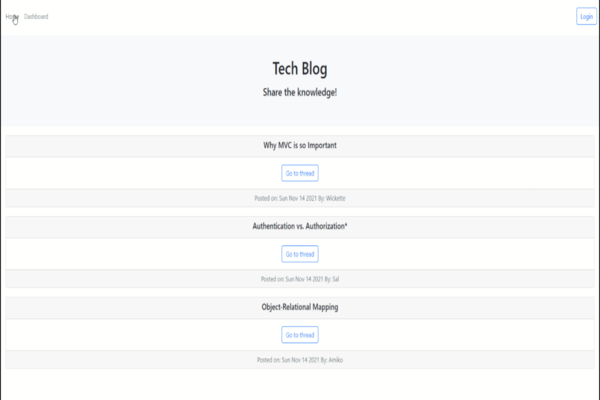 Home Dashboard Login
Tech Blog
Share the knowledge!
Why MVC is so Important
Go to thread
Posted on: Sun Nov 14 2021 By: Wickette
Authentication vs. Authorization*
Go to thread
Posted on: Sun Nov 14 2021 By: Sal
Object-Relational Mapping
Go to thread
Posted on: Sun Nov 14 2021 By: Amiko